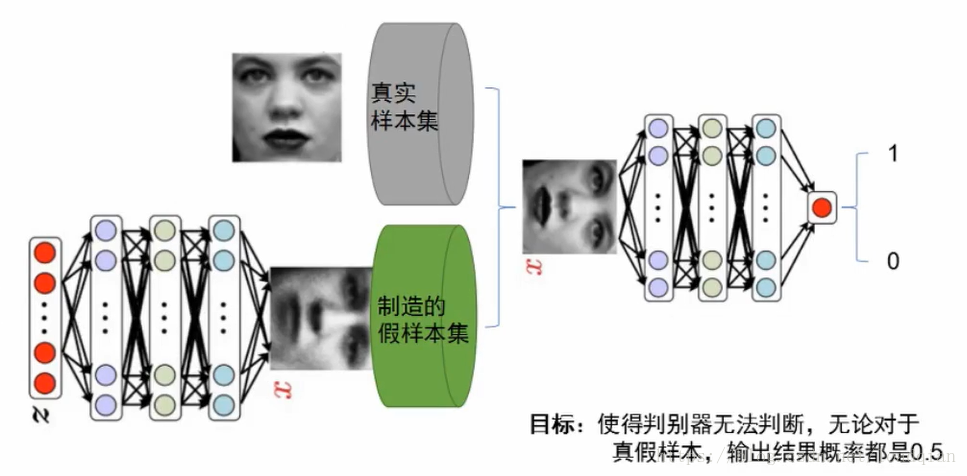 真实
样本集
制造的
假样本集
z
x
x
1
0
目标：使得判别器无法判断，无论对于
真假样本，输出结果概率都是0.5